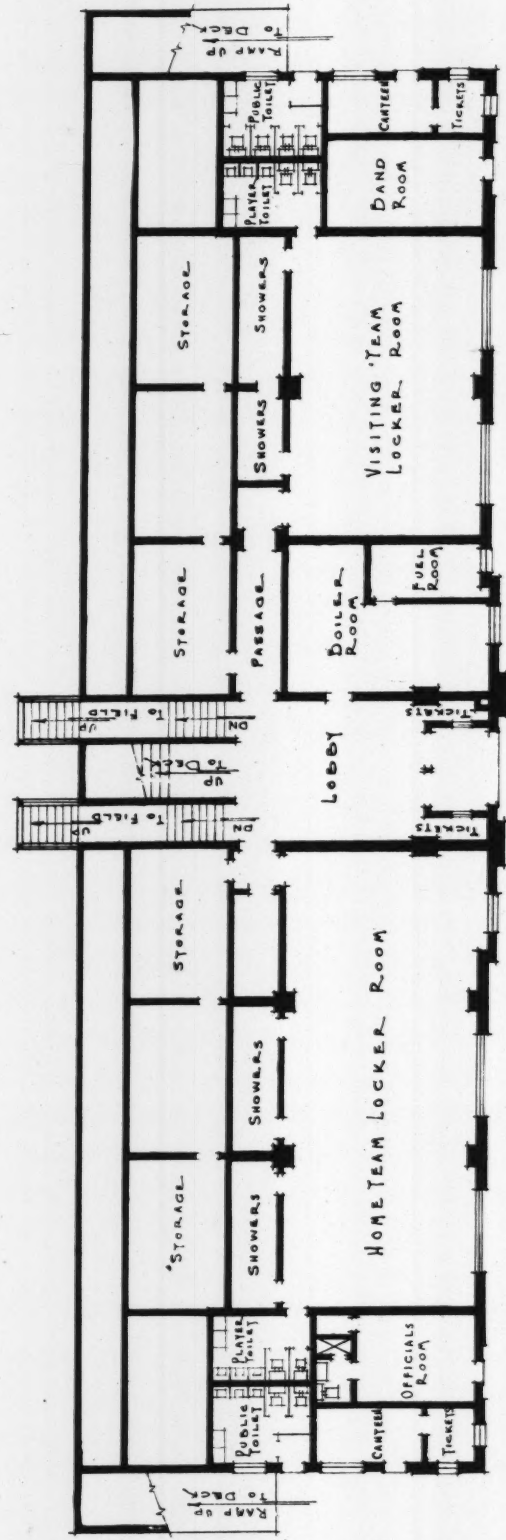 RAMP UP
TO
DECK
PUBLIC
TOILET
PLAYER
TOILET
CANTEEN
TICKETS
OFFICIALS
ROOM
STORAGE
SHOWERS
SHOWERS
STORAGE
HOME TEAM LOCKER ROOM
UP
TO FIELD
DN
TO DECK
UP
UP
TO FIELD
DN
LOBBY
TICKETS
TICKETS
STORAGE
PASSAGE
BOILER
ROOM
FUEL
ROOM
STORAGE
SHOWERS
SHOWERS
VISITING TEAM
LOCKER ROOM
PLAYER
TOILET
PUBLIC
TOILET
BAND
ROOM
CANTEEN
TICKETS
RAMP UP
TO
DECK